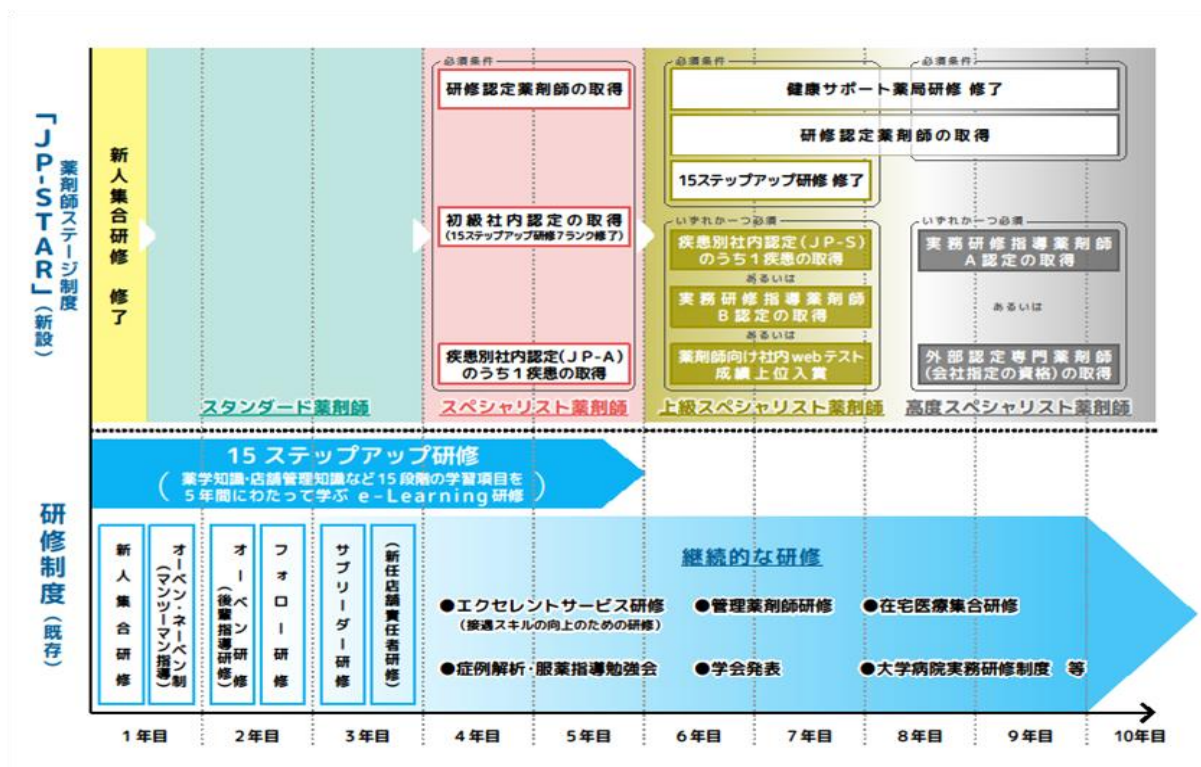 「JP-STAR」(新設)
薬剤師ステージ制度
新人集合研修 修了
必須条件
研修認定薬剤師の取得
初級社内認定の取得
(15ステップアップ研修7ランク修了)
疾患別社内認定(JP-A)
のうち1疾患の取得
必須条件
必須条件
健康サポート薬局研修 修了
研修認定薬剤師の取得
15ステップアップ研修 修了
いずれか一つ必須
疾患別社内認定(JP-S)
のうち1疾患の取得
あるいは
実務研修指導薬剤師
B認定の取得
あるいは
薬剤師向け社内webテスト
成績上位入賞
いずれか一つ必須
実務研修指導薬剤師
A認定の取得
あるいは
外部認定専門薬剤師
(会社指定の資格)の取得
スタンダード薬剤師
スペシャリスト薬剤師
上級スペシャリスト薬剤師
高度スペシャリスト薬剤師
研修制度(既存)
15 ステップアップ研修
(薬学知識・店舗管理知識など15段階の学習項目を
5年間にわたって学ぶ e-Learning研修)
新人集合研修
オーベン・ネーベン制
(マンツーマン指導)
オーベン研修
(後輩指導研修)
フォロー研修
サブリーダー研修
(新任店舗責任者研修)
継続的な研修
●エクセレントサービス研修
(接遇スキルの向上のための研修)
●管理薬剤師研修
●在宅医療集合研修
●症例解析・服薬指導勉強会
●学会発表
●大学病院実務研修制度 等
1年目
2年目
3年目
4年目
5年目
6年目
7年目
8年目
9年目
10年目